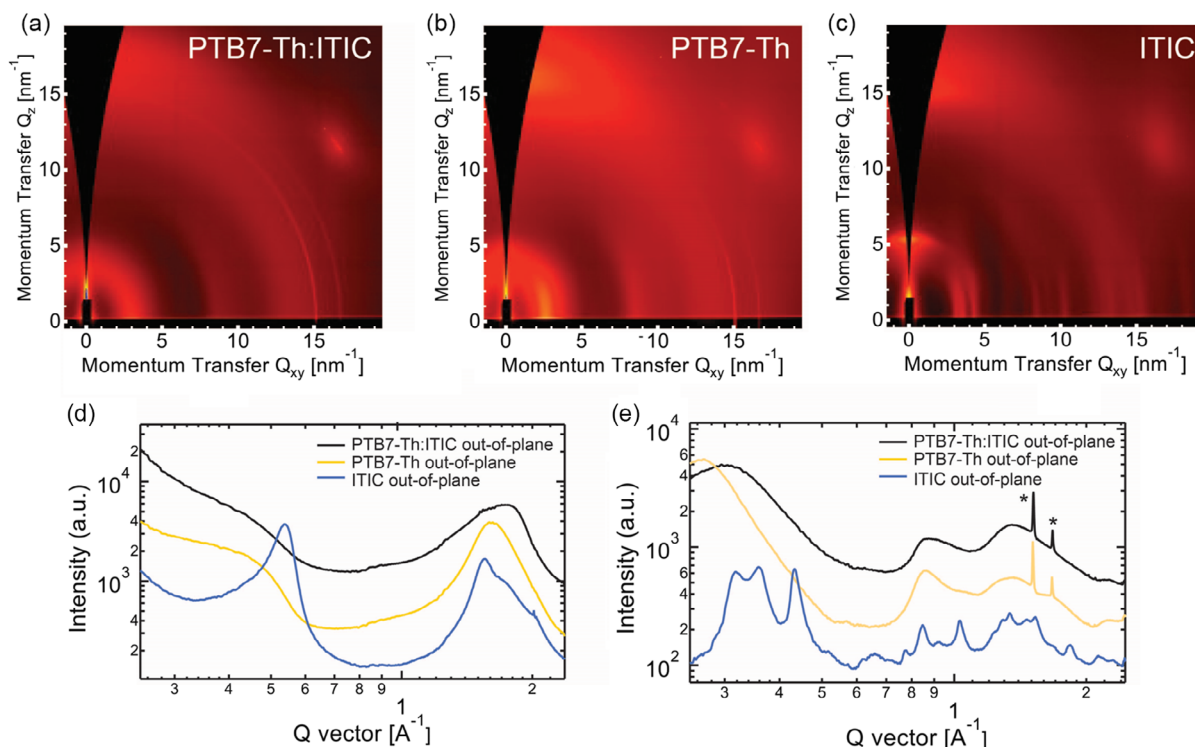 (a)
PTB7-Th:ITIC
Momentum Transfer Qz [nm-1]
15
10
5
0
0 5 10 15
Momentum Transfer Qxy [nm-1]
(b)
PTB7-Th
Momentum Transfer Qz [nm-1]
15
10
5
0
0 5 10 15
Momentum Transfer Qxy [nm-1]
(c)
ITIC
Momentum Transfer Qz [nm-1]
15
10
5
0
0 5 10 15
Momentum Transfer Qxy [nm-1]
(d)
PTB7-Th:ITIC out-of-plane
PTB7-Th out-of-plane
ITIC out-of-plane
Intensity (a.u.)
2
10^4
6
4
2
10^3
6
4
2
3 4 5 6 7 8 9 1 2
Q vector [A-1]
(e)
PTB7-Th:ITIC out-of-plane
PTB7-Th out-of-plane
ITIC out-of-plane
* *
Intensity (a.u.)
10^4
6
4
2
10^3
6
4
2
10^2
3 4 5 6 7 8 9 1 2
Q vector [A-1]